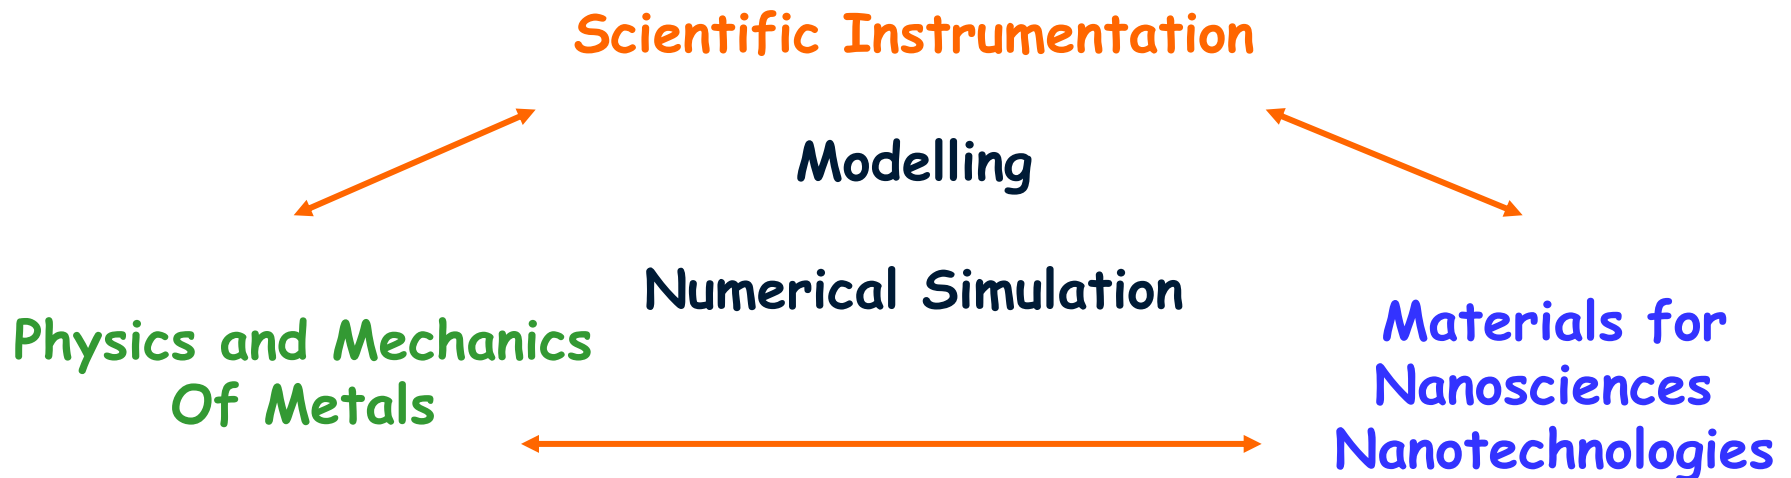 Scientific Instrumentation
Modelling
Numerical Simulation
Physics and Mechanics
Of Metals
Materials for
Nanosciences
Nanotechnologies